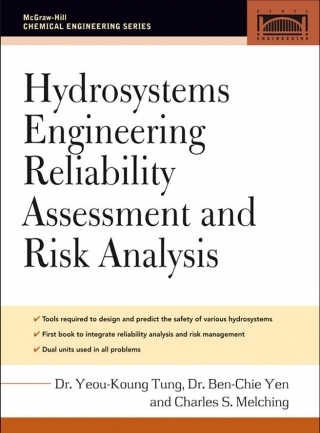 McGraw-Hill
CHEMICAL ENGINEERING SERIES
CIVIL
ENGINEERING
Hydrosystems
Engineering
Reliability
Assessment and
Risk Analysis
✓ Tools required to design and predict the safety of various hydrosystems
✓ First book to integrate reliability analysis and risk management
✓ Dual units used in all problems
Dr. Yeou-Koung Tung, Dr. Ben-Chie Yen
and Charles S. Melching